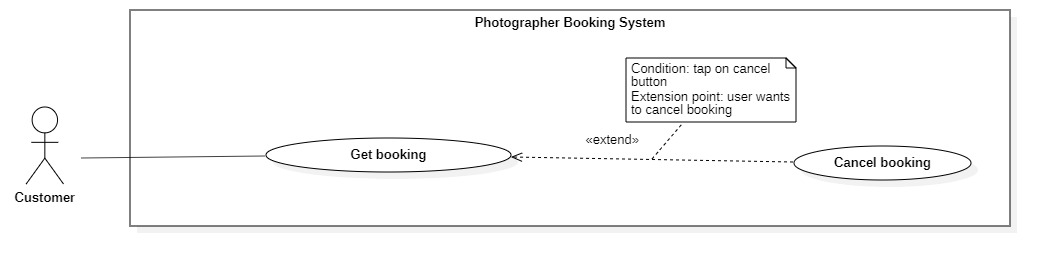 Photographer Booking System
Condition: tap on cancel
button
Extension point: user wants
to cancel booking
«extend»
Get booking
Cancel booking
Customer